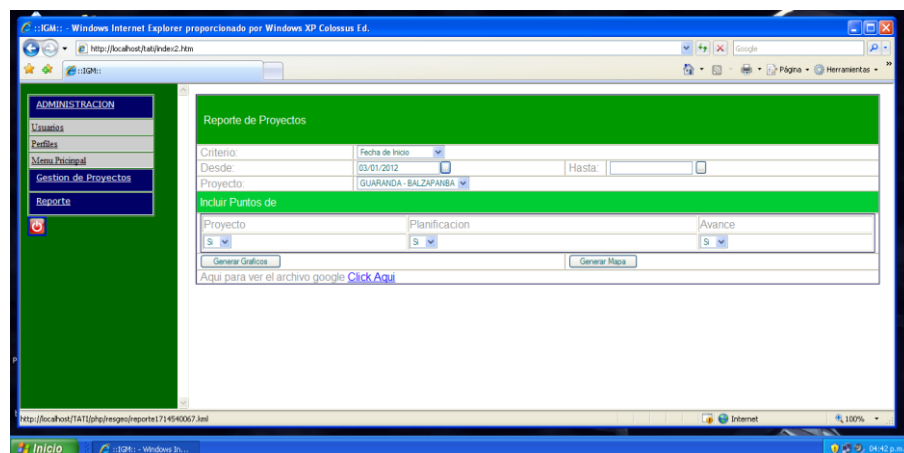 ::IGM:: - Windows Internet Explorer proporcionado por Windows XP Colossus Ed.
http://localhost/tati/index2.htm
Google
::IGM::
Página
Herramientas
ADMINISTRACION
Usuarios
Perfiles
Menu Pricinpal
Gestion de Proyectos
Reporte
Reporte de Proyectos
Criterio: Fecha de Inicio
Desde: 03/01/2012 Hasta:
Proyecto: GUARANDA - BALZAPANBA
Incluir Puntos de
Proyecto Planificacion Avance
Si Si Si
Generar Graficos Generar Mapa
Aqui para ver el archivo google Click Aqui
http://localhost/TATI/php/resgeo/reporte1714540067.kml
Internet 100%
Inicio ::IGM:: - Windows In... 04:42 p.m.